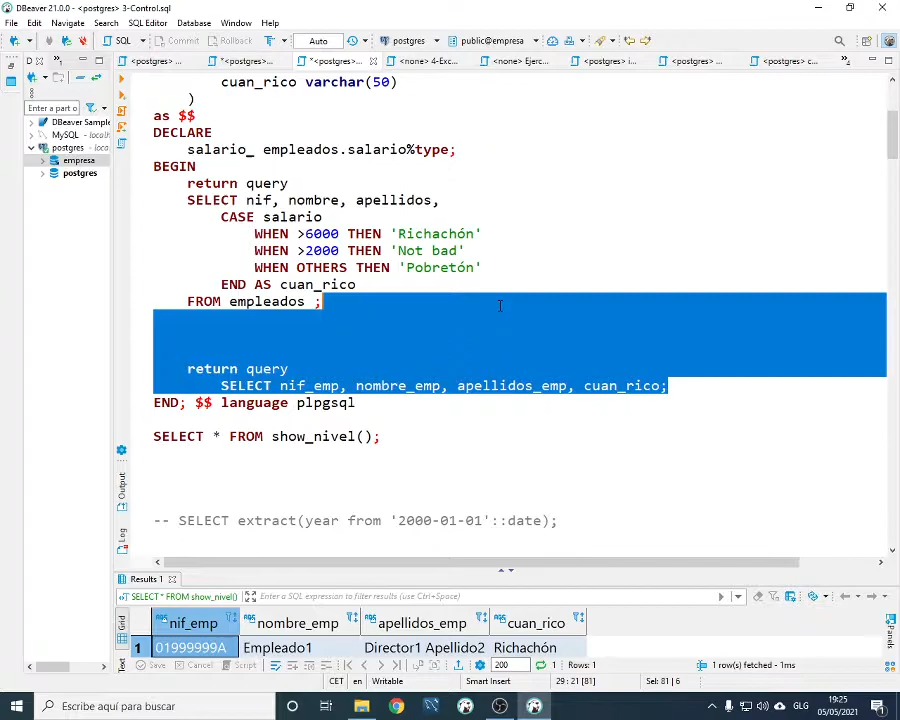 DBeaver 21.0.0 - <postgres> 3-Control.sql
File Edit Navigate Search SQL Editor Database Window Help
SQL Commit Rollback Auto postgres public@empresa
D <postgres> ... *<postgres>... *<postgres>... <none> 4-Exc... *<none> Ejerc... <postgres> i... <postgres> ... <postgres> c...
Enter a part o
DBeaver Sample
MySQL - localh
postgres - loca
empresa
postgres
cuan_rico varchar(50)
)
as $$
DECLARE
salario_ empleados.salario%type;
BEGIN
return query
SELECT nif, nombre, apellidos,
CASE salario
WHEN >6000 THEN 'Richachón'
WHEN >2000 THEN 'Not bad'
WHEN OTHERS THEN 'Pobretón'
END AS cuan_rico
FROM empleados ;
return query
SELECT nif_emp, nombre_emp, apellidos_emp, cuan_rico;
END; $$ language plpgsql
SELECT * FROM show_nivel();
-- SELECT extract(year from '2000-01-01'::date);
Output
Log
Results 1
SELECT * FROM show_nivel() Enter a SQL expression to filter results (use Ctrl+Space)
Grid
Text
Panels
nif_emp nombre_emp apellidos_emp cuan_rico
1 01999999A Empleado1 Director1 Apellido2 Richachón
Save Cancel Script 200 1 Rows: 1 1 row(s) fetched - 1ms
CET en Writable Smart Insert 29 : 21 [81] Sel: 81 | 6
Escribe aquí para buscar
GLG
19:25
05/05/2021